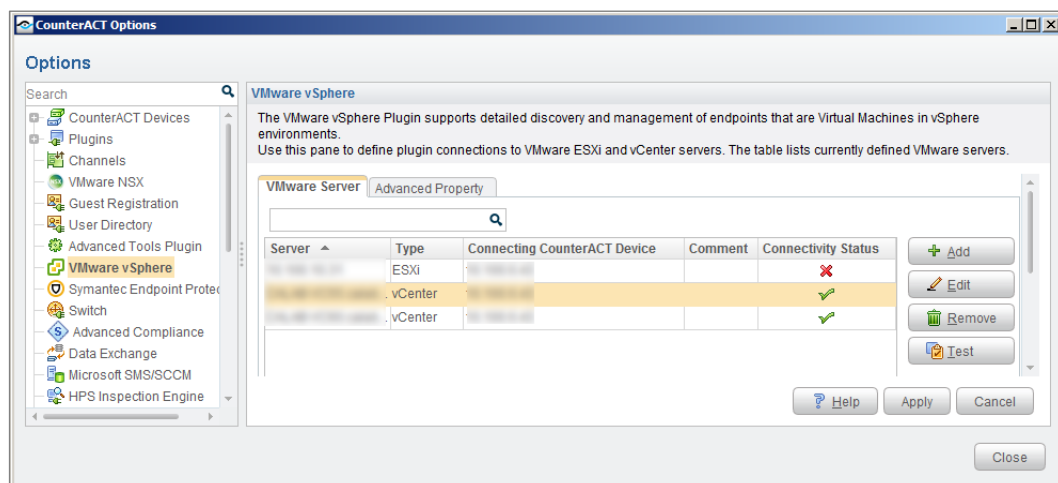 CounterACT Options
Options
Search
CounterACT Devices
Plugins
Channels
VMware NSX
Guest Registration
User Directory
Advanced Tools Plugin
VMware vSphere
Symantec Endpoint Protec
Switch
Advanced Compliance
Data Exchange
Microsoft SMS/SCCM
HPS Inspection Engine
VMware vSphere
The VMware vSphere Plugin supports detailed discovery and management of endpoints that are Virtual Machines in vSphere
environments.
Use this pane to define plugin connections to VMware ESXi and vCenter servers. The table lists currently defined VMware servers.
VMware Server Advanced Property
Server Type Connecting CounterACT Device Comment Connectivity Status
ESXi
. vCenter
. vCenter
Add
Edit
Remove
Test
Help Apply Cancel
Close